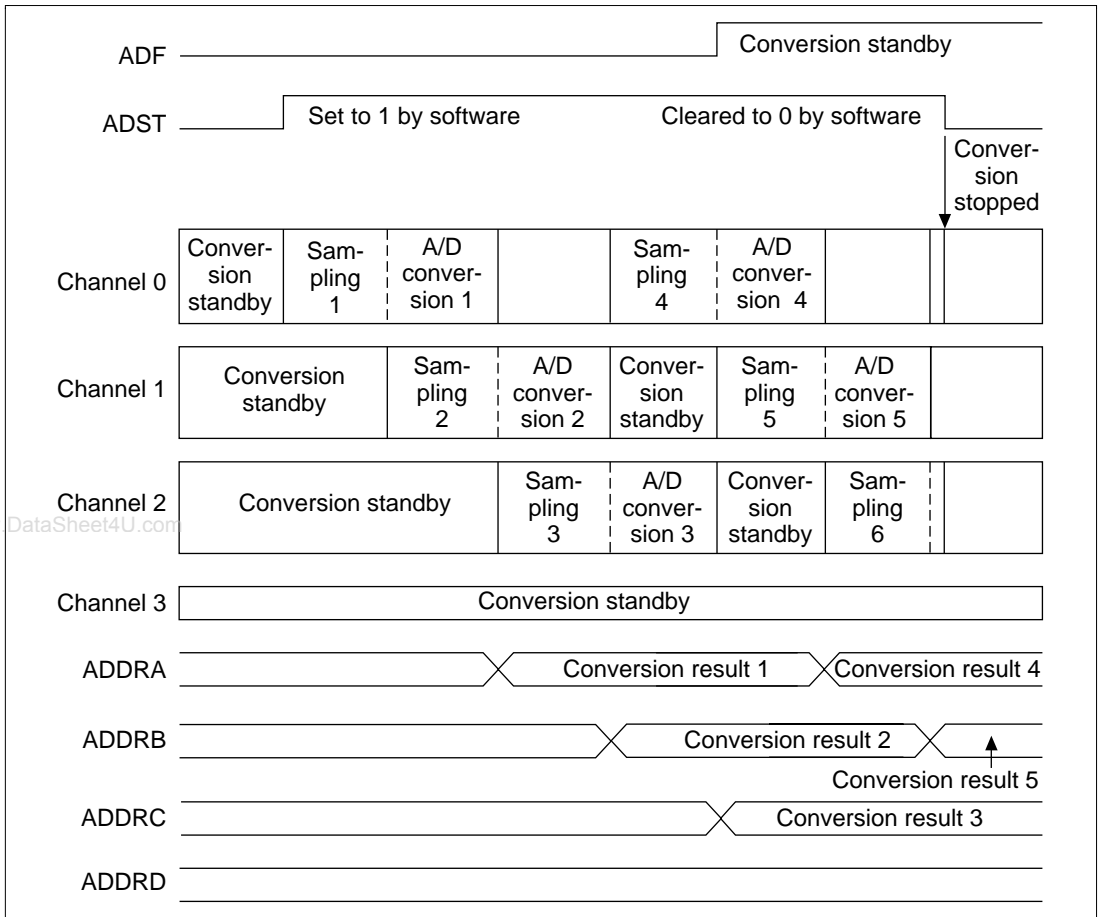 ADF
Conversion standby
ADST
Set to 1 by software
Cleared to 0 by software
Conver-
sion
stopped
Channel 0
Conver-
sion
standby
Sam-
pling
1
A/D
conver-
sion 1
Sam-
pling
4
A/D
conver-
sion 4
Channel 1
Conversion
standby
Sam-
pling
2
A/D
conver-
sion 2
Conver-
sion
standby
Sam-
pling
5
A/D
conver-
sion 5
Channel 2
Conversion standby
Sam-
pling
3
A/D
conver-
sion 3
Conver-
sion
standby
Sam-
pling
6
.DataSheet4U.com
Channel 3
Conversion standby
ADDRA
Conversion result 1
Conversion result 4
ADDRB
Conversion result 2
Conversion result 5
ADDRC
Conversion result 3
ADDRD